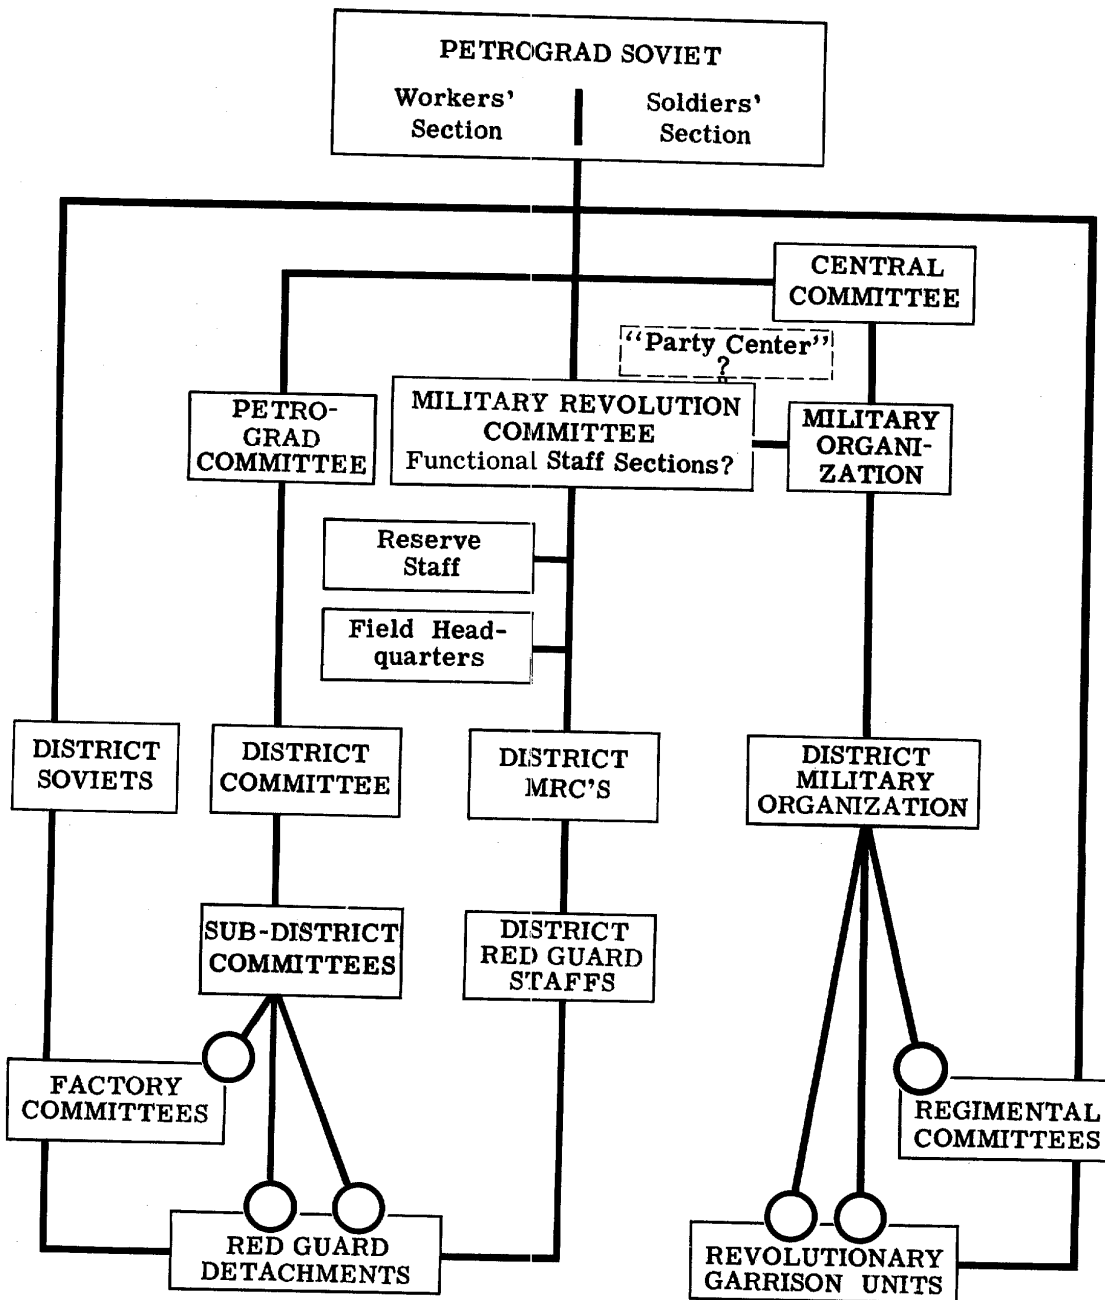 PETROGRAD SOVIET
Workers'
Section
Soldiers'
Section
CENTRAL
COMMITTEE
"Party Center"
?
PETRO-
GRAD
COMMITTEE
MILITARY REVOLUTION
COMMITTEE
Functional Staff Sections?
MILITARY
ORGANI-
ZATION
Reserve
Staff
Field Head-
quarters
DISTRICT
SOVIETS
DISTRICT
COMMITTEE
DISTRICT
MRC'S
DISTRICT
MILITARY
ORGANIZATION
SUB-DISTRICT
COMMITTEES
DISTRICT
RED GUARD
STAFFS
FACTORY
COMMITTEES
REGIMENTAL
COMMITTEES
RED GUARD
DETACHMENTS
REVOLUTIONARY
GARRISON UNITS